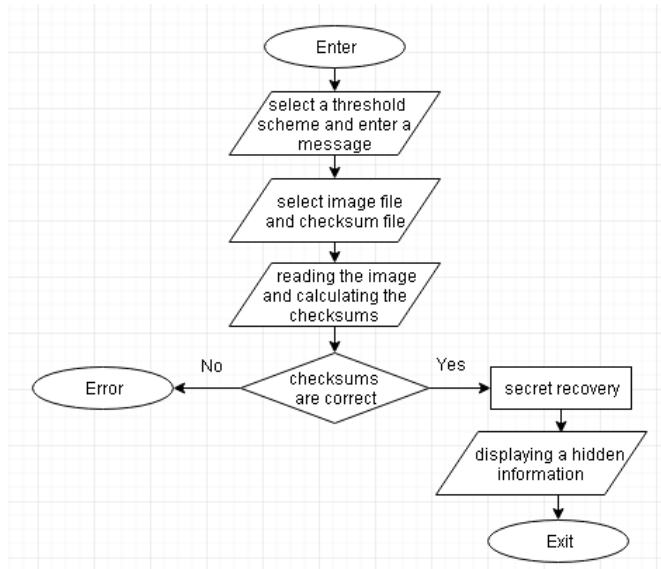 Enter
select a threshold
scheme and enter a
message
select image file
and checksum file
reading the image
and calculating the
checksums
No
Yes
Error
checksums
are correct
secret recovery
displaying a hidden
information
Exit